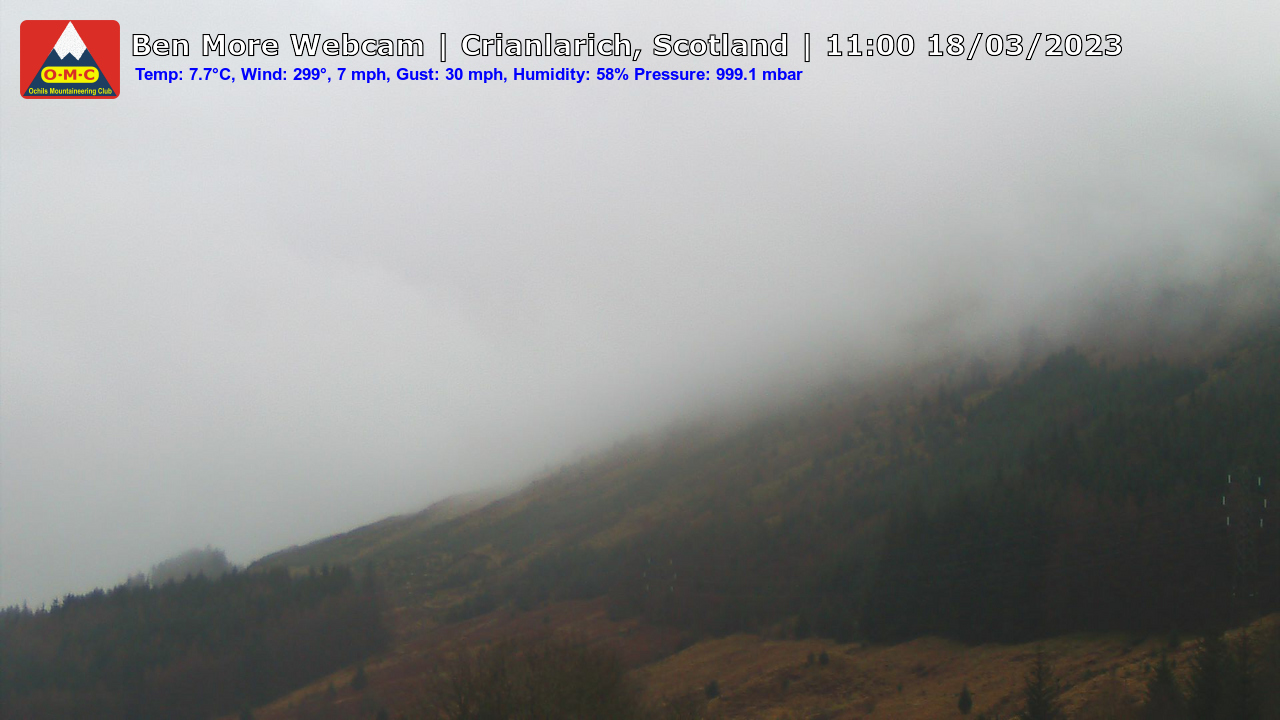 Ben More Webcam | Crianlarich, Scotland | 11:00 18/03/2023
Temp: 7.7°C, Wind: 299°, 7 mph, Gust: 30 mph, Humidity: 58% Pressure: 999.1 mbar
O-M-C
Ochils Mountaineering Club